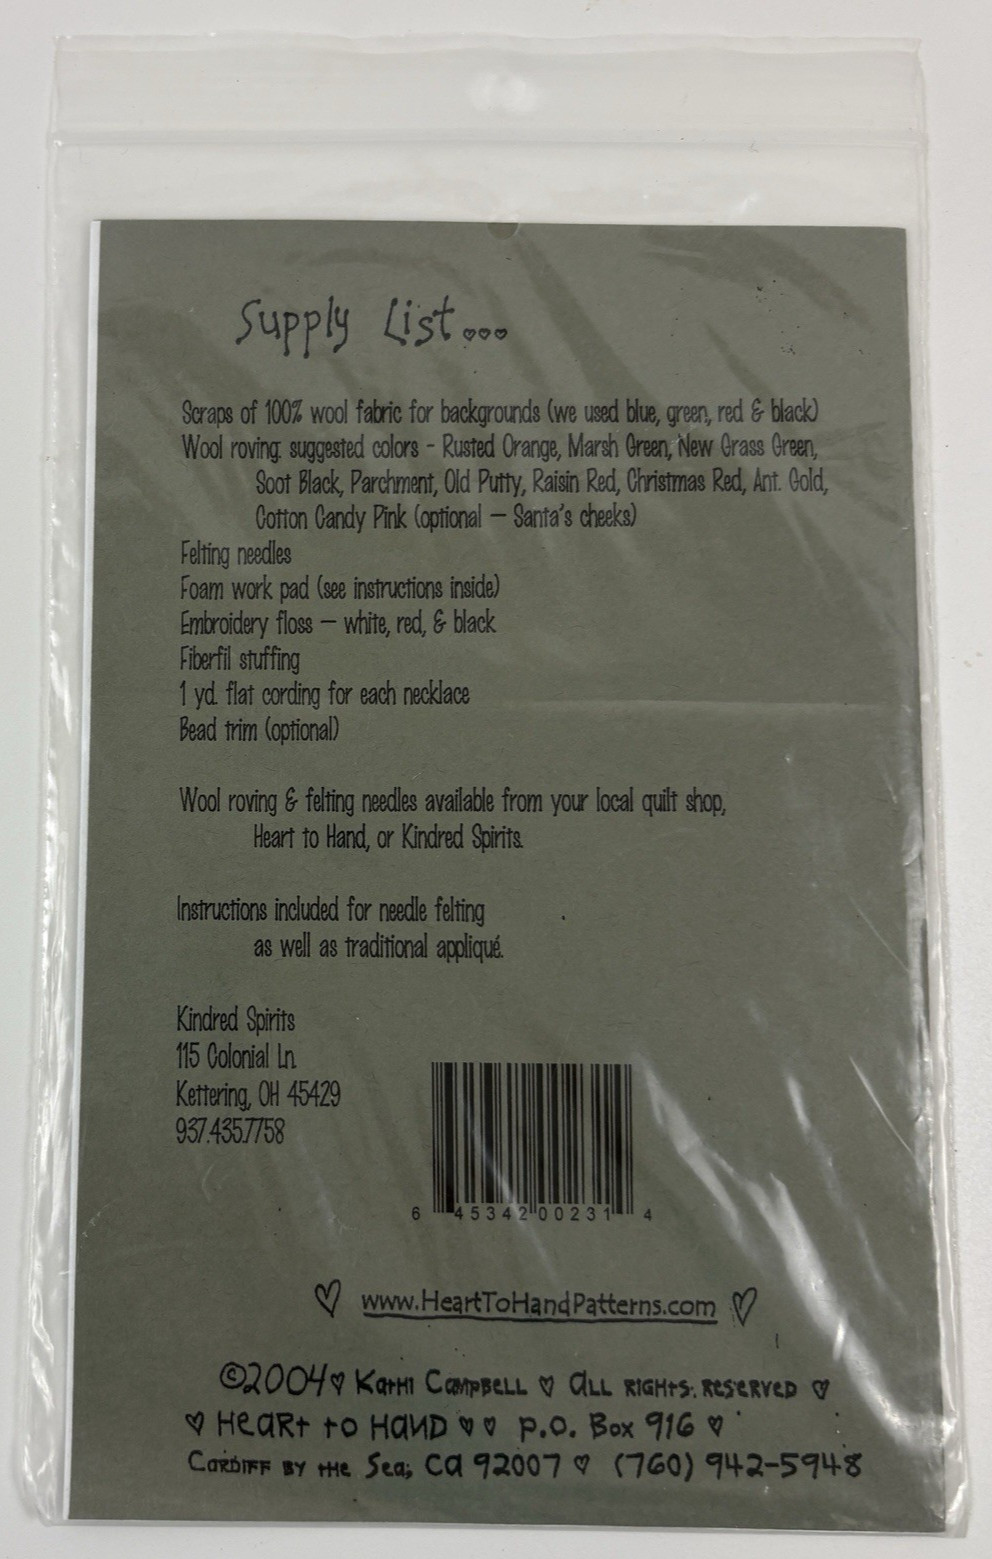 Supply List...
Scraps of 100% wool fabric for backgrounds (we used blue, green, red & black)
Wool roving: suggested colors - Rusted Orange, Marsh Green, New Grass Green,
Soot Black, Parchment, Old Putty, Raisin Red, Christmas Red, Ant. Gold,
Cotton Candy Pink (optional – Santa's cheeks)
Felting needles
Foam work pad (see instructions inside)
Embroidery floss – white, red, & black
Fiberfil stuffing
1 yd. flat cording for each necklace
Bead trim (optional)
Wool roving & felting needles available from your local quilt shop,
Heart to Hand, or Kindred Spirits.
Instructions included for needle felting
as well as traditional appliqué.
Kindred Spirits
115 Colonial Ln.
Kettering, OH 45429
937.435.7758
6 45342 00231 4
♡ www.HeartToHandPatterns.com ♡
©2004 ♡ Kathi Campbell ♡ All rights reserved ♡
♡ Heart to Hand ♡ ♡ P.O. Box 916 ♡
Cardiff by the Sea, Ca 92007 ♡ (760) 942-5948